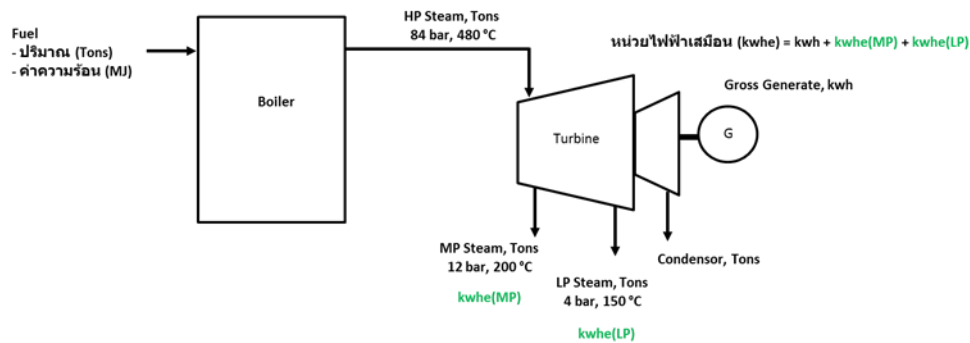 Fuel
- ปริมาณ (Tons)
- ค่าความร้อน (MJ)
Boiler
HP Steam, Tons
84 bar, 480 °C
หน่วยไฟฟ้าเสมือน (kwhe) = kwh + kwhe(MP) + kwhe(LP)
Gross Generate, kwh
Turbine
G
MP Steam, Tons
12 bar, 200 °C
kwhe(MP)
LP Steam, Tons
4 bar, 150 °C
kwhe(LP)
Condensor, Tons